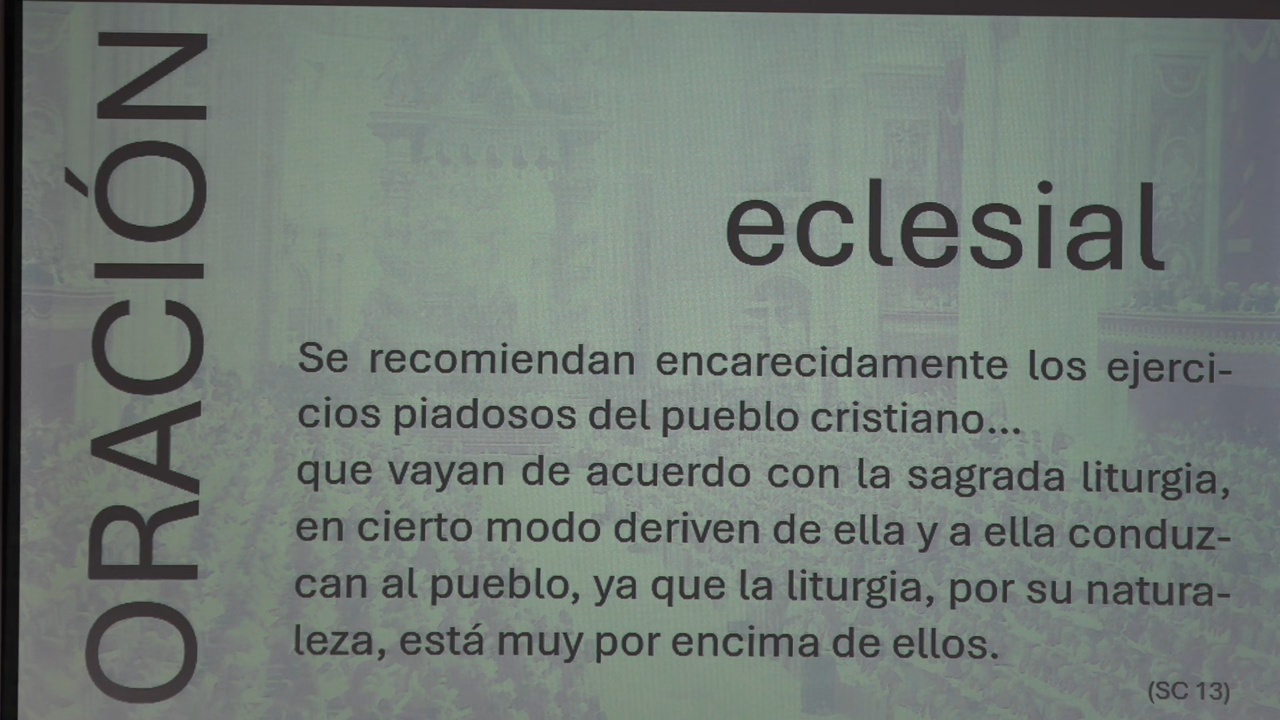 ORACIÓN
eclesial
Se recomiendan encarecidamente los ejerci-
cios piadosos del pueblo cristiano...
que vayan de acuerdo con la sagrada liturgia,
en cierto modo deriven de ella y a ella conduz-
can al pueblo, ya que la liturgia, por su natura-
leza, está muy por encima de ellos.
(SC 13)